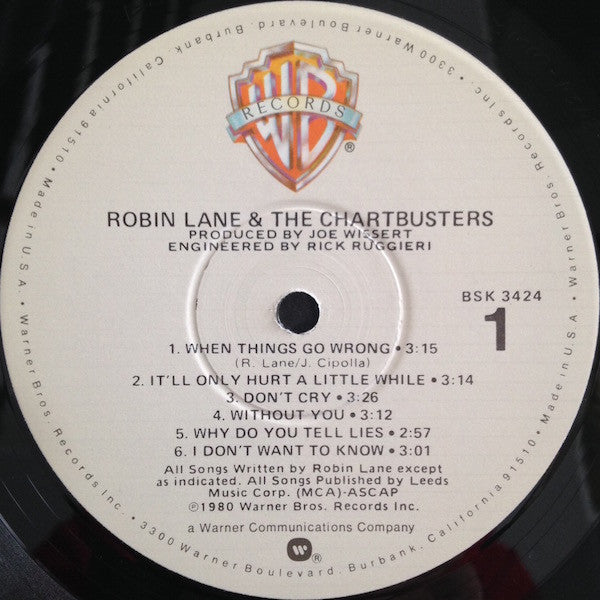 3300 Warner Boulevard, Burbank, California 91510 • Made in U.S.A. • Warner Bros. Records Inc. • 3300 Warner Boulevard, Burbank, California 91510 • Made in U.S.A. • Warner Bros. Records Inc. •
WB
RECORDS
®
ROBIN LANE & THE CHARTBUSTERS
PRODUCED BY JOE WISSERT
ENGINEERED BY RICK RUGGIERI
BSK 3424
1
1. WHEN THINGS GO WRONG • 3:15
(R. Lane/J. Cipolla)
2. IT'LL ONLY HURT A LITTLE WHILE • 3:14
3. DON'T CRY • 3:26
4. WITHOUT YOU • 3:12
5. WHY DO YOU TELL LIES • 2:57
6. I DON'T WANT TO KNOW • 3:01
All Songs Written by Robin Lane except
as indicated. All Songs Published by Leeds
Music Corp. (MCA)-ASCAP
℗1980 Warner Bros. Records Inc.
a Warner Communications Company
®